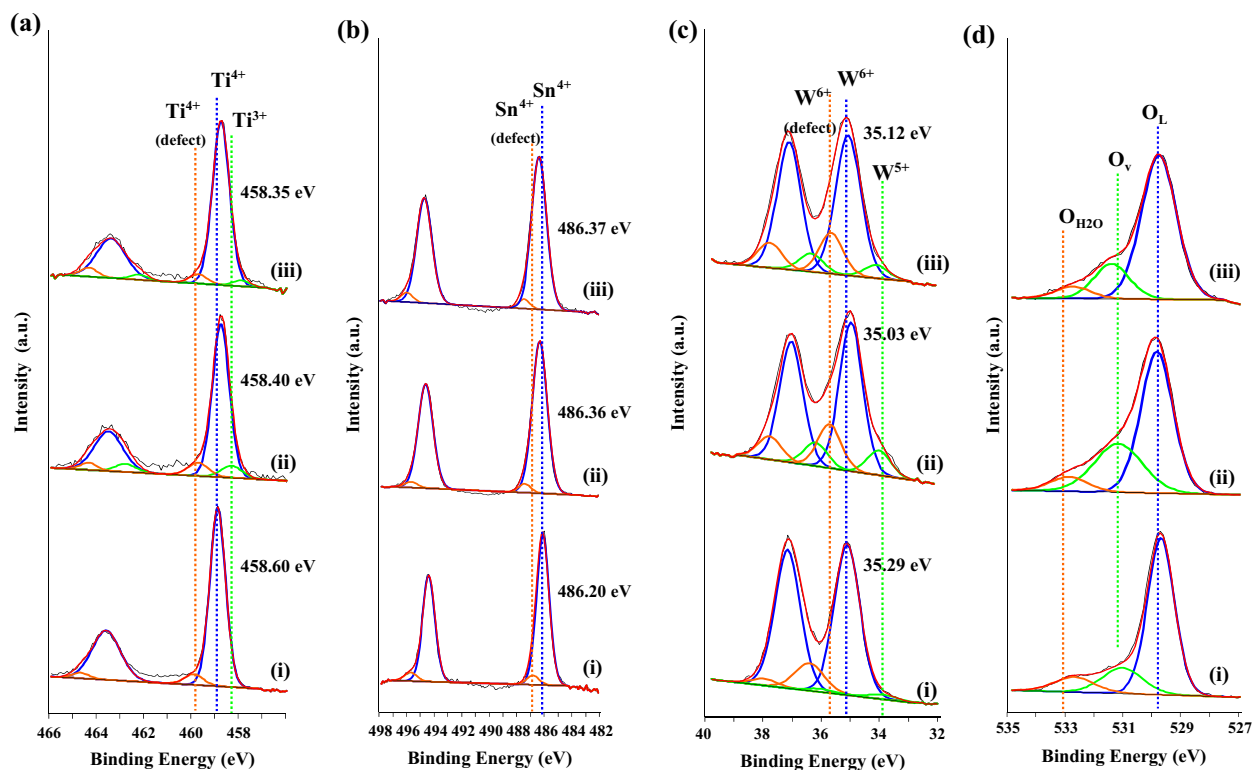 (a)
Ti4+
Ti4+
(defect)
Ti3+
458.35 eV
(iii)
458.40 eV
(ii)
458.60 eV
(i)
Intensity (a.u.)
466 464 462 460 458
Binding Energy (eV)
(b)
Sn4+
Sn4+
(defect)
486.37 eV
(iii)
486.36 eV
(ii)
486.20 eV
(i)
Intensity (a.u.)
498 496 494 492 490 488 486 484 482
Binding Energy (eV)
(c)
W6+
W6+
(defect)
35.12 eV
W5+
(iii)
35.03 eV
(ii)
35.29 eV
(i)
Intensity (a.u.)
40 38 36 34 32
Binding Energy (eV)
(d)
OL
Ov
OH2O
(iii)
(ii)
(i)
Intensity (a.u.)
535 533 531 529 527
Binding Energy (eV)